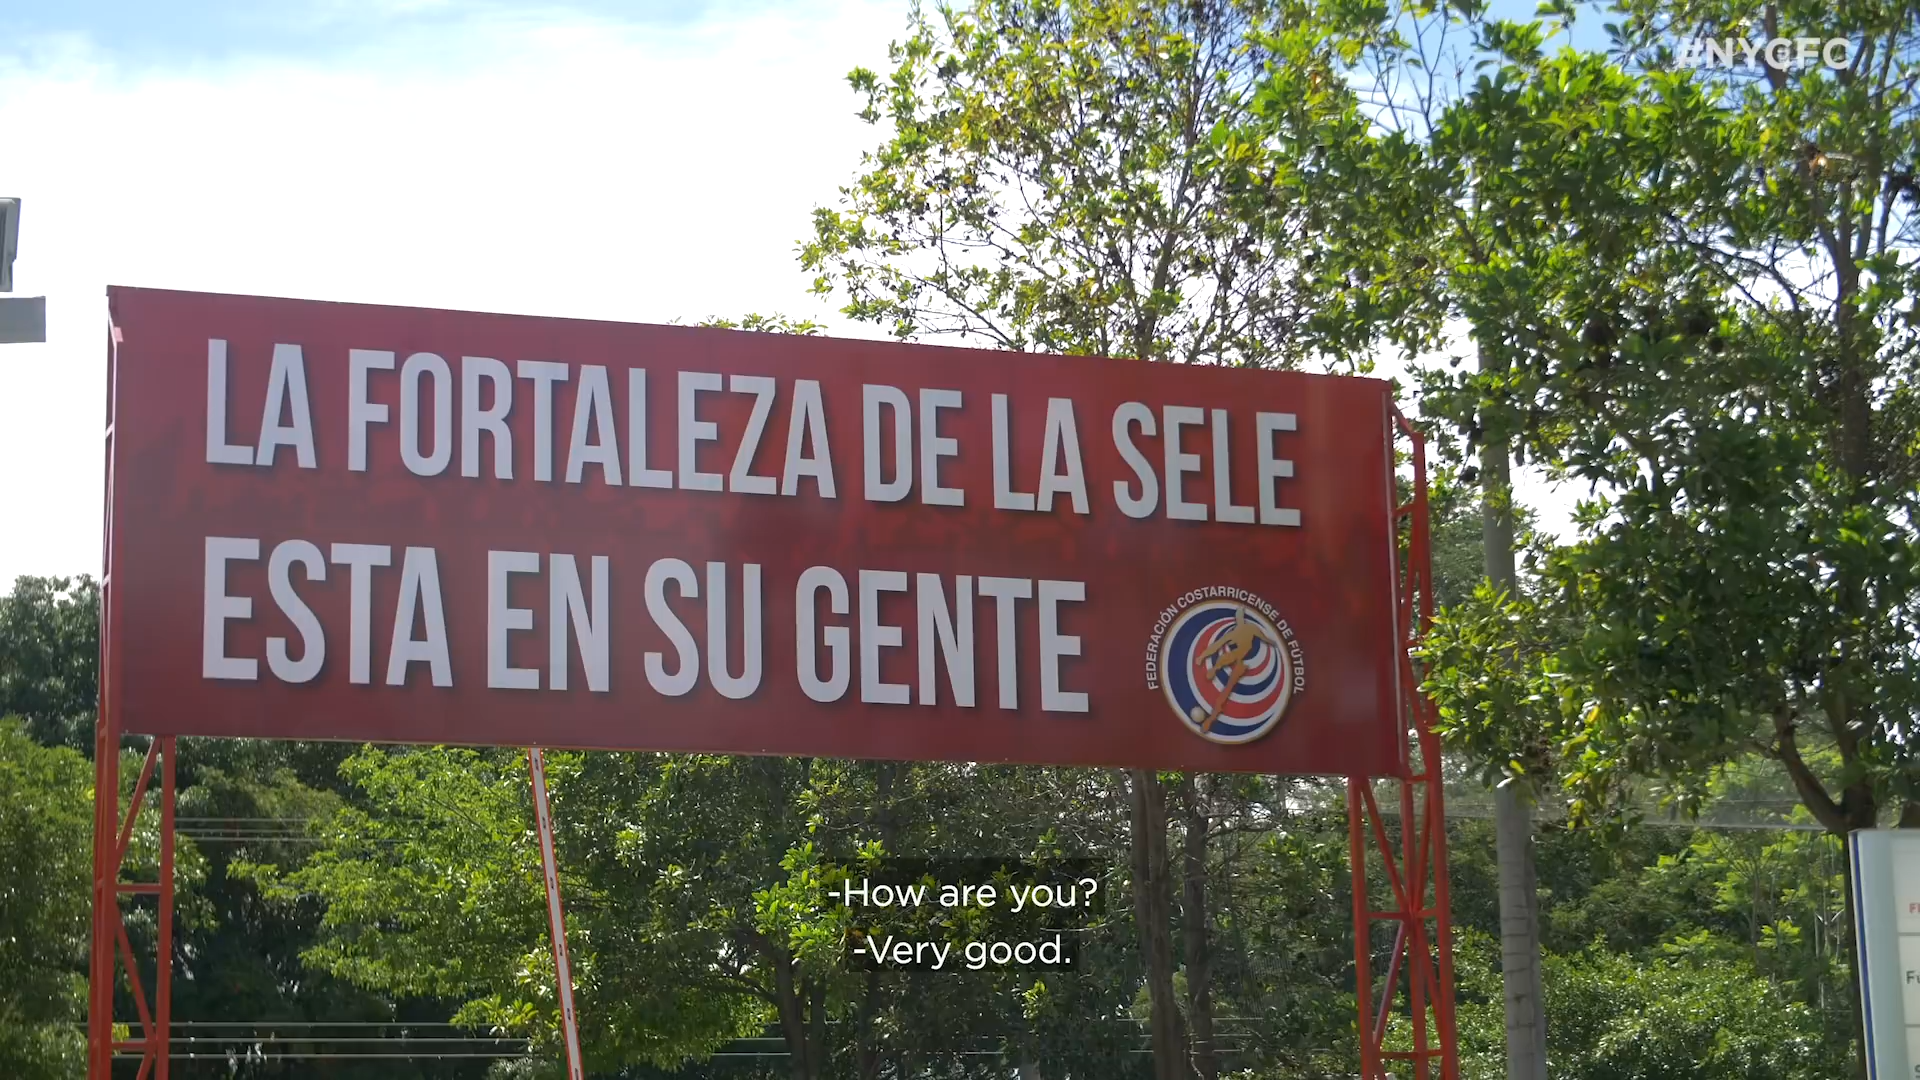 #NYCFC
LA FORTALEZA DE LA SELE
ESTA EN SU GENTE
FEDERACIÓN COSTARRICENSE DE FÚTBOL
-How are you?
-Very good.